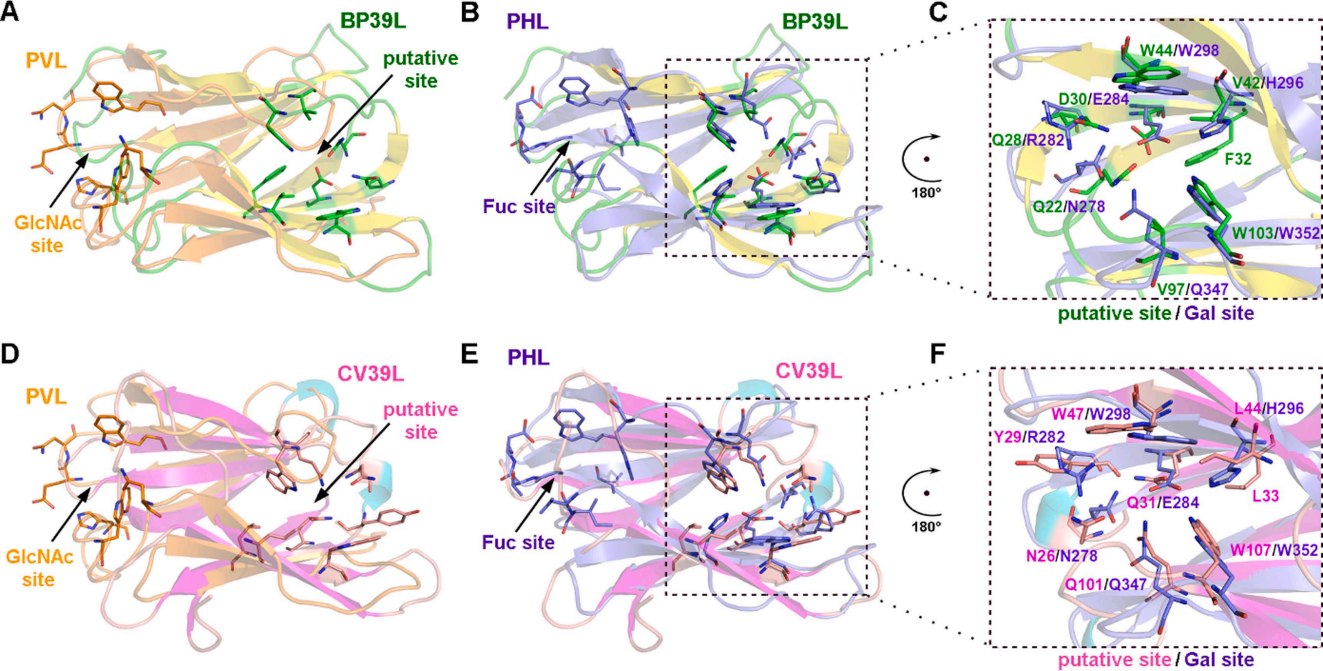 A
BP39L
PVL
putative
site
GlcNAc
site
B
PHL
BP39L
Fuc site
180°
C
W44/W298
V42/H296
D30/E284
Q28/R282
F32
Q22/N278
W103/W352
V97/Q347
putative site/Gal site
D
PVL
CV39L
putative
site
GlcNAc
site
E
PHL
CV39L
Fuc site
180°
F
W47/W298
L44/H296
Y29/R282
L33
Q31/E284
N26/N278
W107/W352
Q101/Q347
putative site/Gal site